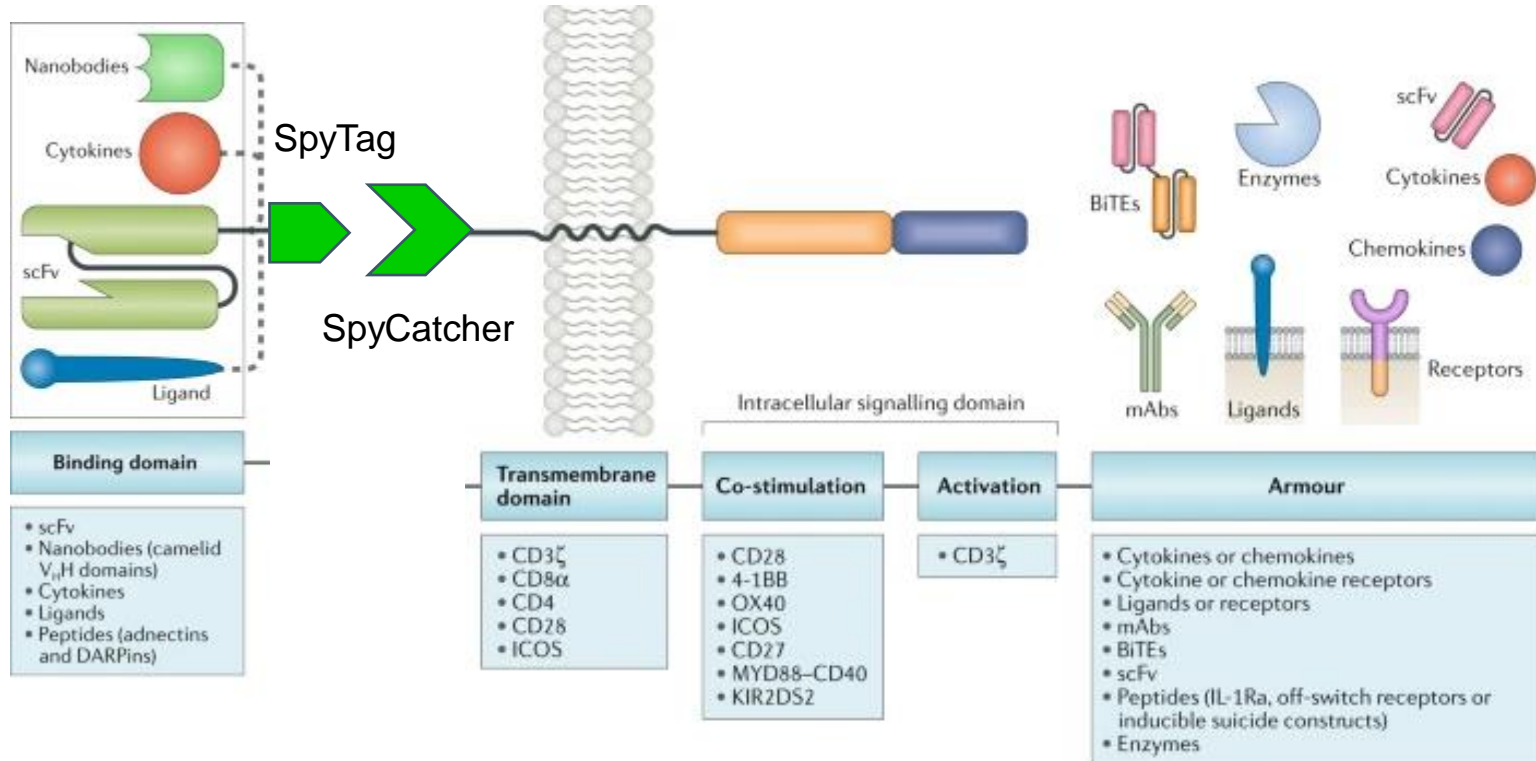 Nanobodies
Cytokines
scFv
Ligand
SpyTag
SpyCatcher
BiTEs
Enzymes
scFv
Cytokines
Chemokines
mAbs
Ligands
Receptors
Intracellular signalling domain
Binding domain
• scFv
• Nanobodies (camelid
VHH domains)
• Cytokines
• Ligands
• Peptides (adnectins
and DARPins)
Transmembrane
domain
• CD3ζ
• CD8α
• CD4
• CD28
• ICOS
Co-stimulation
• CD28
• 4-1BB
• OX40
• ICOS
• CD27
• MYD88–CD40
• KIR2DS2
Activation
• CD3ζ
Armour
• Cytokines or chemokines
• Cytokine or chemokine receptors
• Ligands or receptors
• mAbs
• BiTEs
• scFv
• Peptides (IL-1Ra, off-switch receptors or
inducible suicide constructs)
• Enzymes